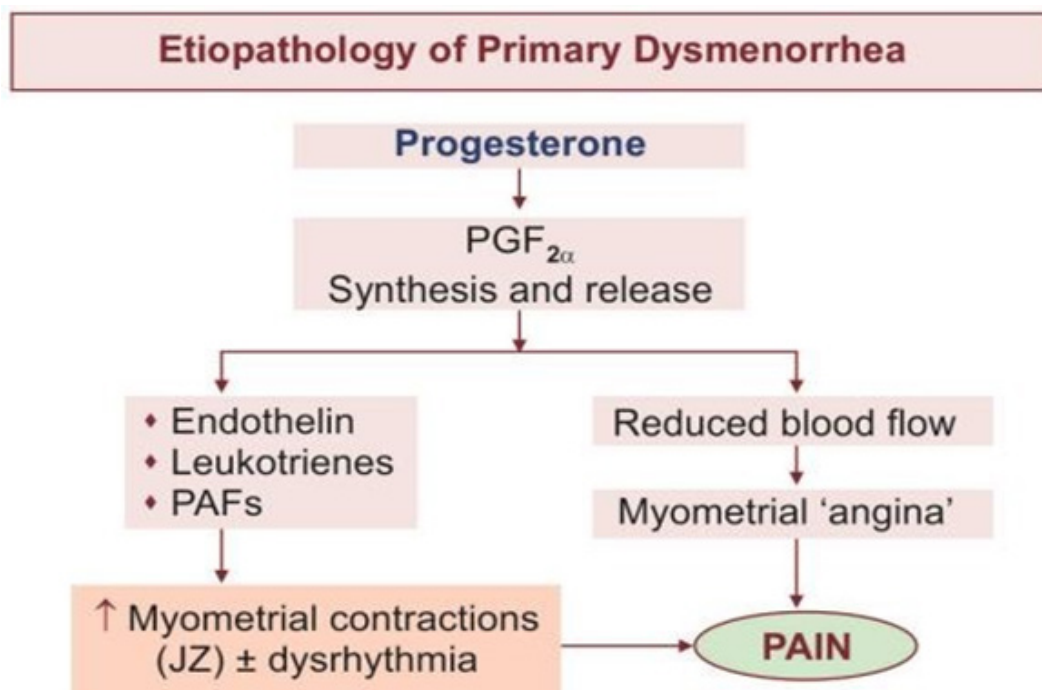 Etiopathology of Primary Dysmenorrhea
Progesterone
PGF2α
Synthesis and release
♦ Endothelin
♦ Leukotrienes
♦ PAFs
Reduced blood flow
Myometrial ‘angina’
↑ Myometrial contractions
(JZ) ± dysrhythmia
PAIN